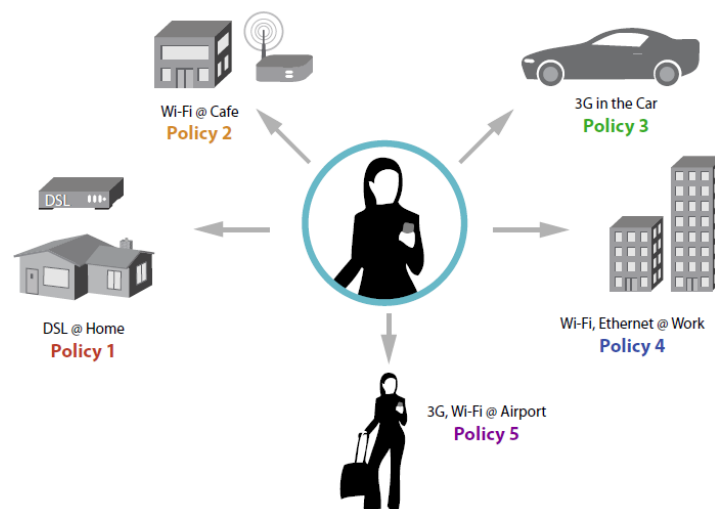 Wi-Fi @ Cafe
Policy 2
3G in the Car
Policy 3
DSL
DSL @ Home
Policy 1
Wi-Fi, Ethernet @ Work
Policy 4
3G, Wi-Fi @ Airport
Policy 5